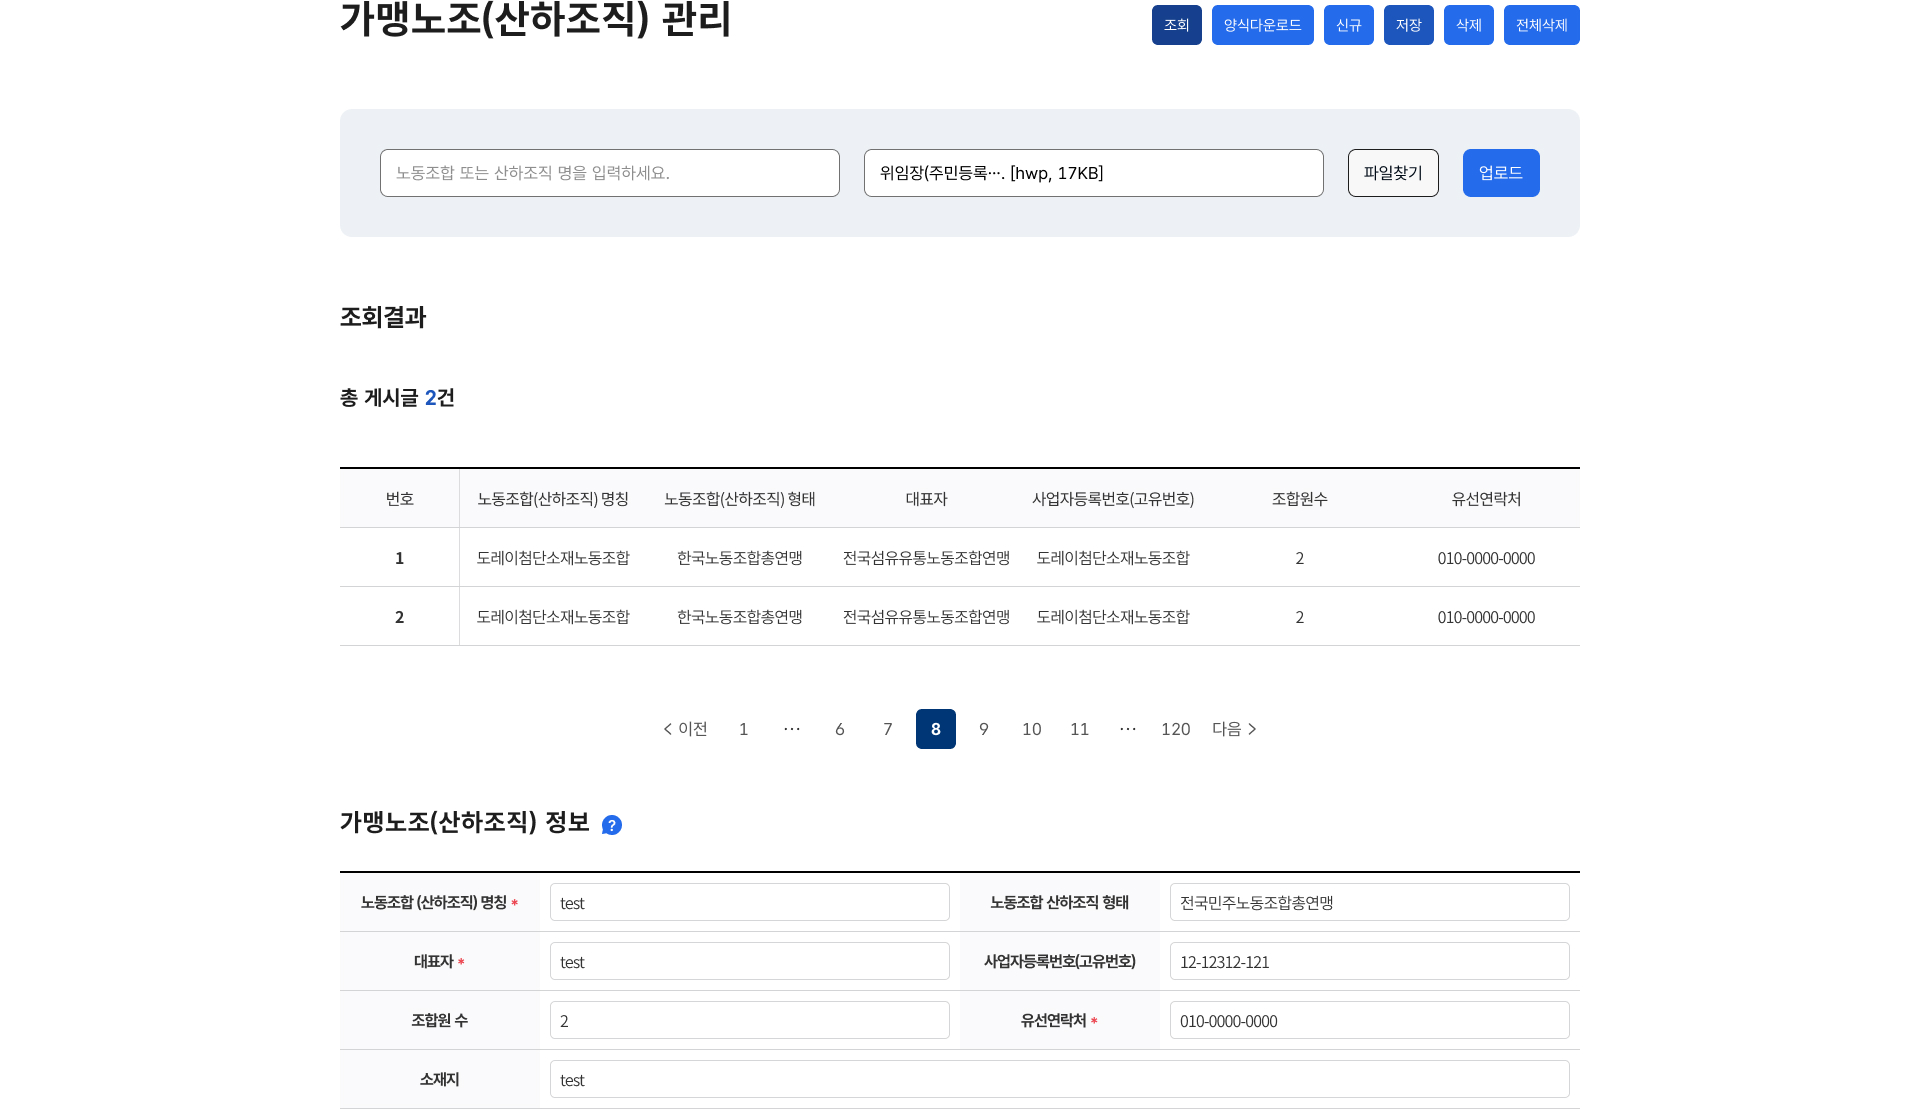 가맹노조(산하조직) 관리
조회 양식다운로드 신규 저장 삭제 전체삭제
노동조합 또는 산하조직 명을 입력하세요. 위임장(주민등록…. [hwp, 17KB] 파일찾기 업로드
조회결과
총 게시글 2건
번호 노동조합(산하조직) 명칭 노동조합(산하조직) 형태 대표자 사업자등록번호(고유번호) 조합원수 유선연락처
1 도레이첨단소재노동조합 한국노동조합총연맹 전국섬유유통노동조합연맹 도레이첨단소재노동조합 2 010-0000-0000
2 도레이첨단소재노동조합 한국노동조합총연맹 전국섬유유통노동조합연맹 도레이첨단소재노동조합 2 010-0000-0000
< 이전 1 … 6 7 8 9 10 11 … 120 다음 >
가맹노조(산하조직) 정보 ?
노동조합 (산하조직) 명칭 * test 노동조합 산하조직 형태 전국민주노동조합총연맹
대표자 * test 사업자등록번호(고유번호) 12-12312-121
조합원 수 2 유선연락처 * 010-0000-0000
소재지 test